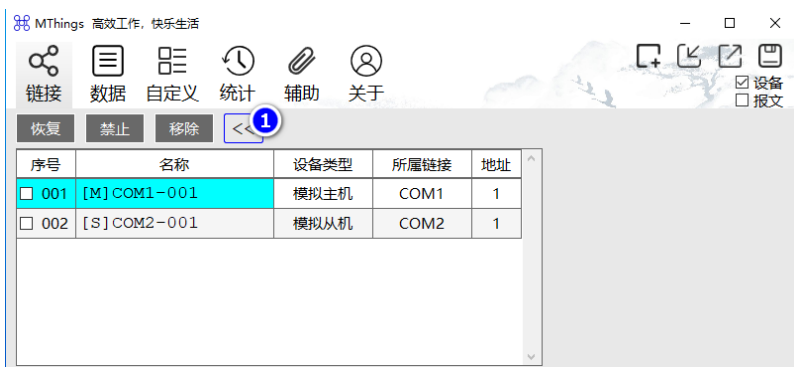 MThings 高效工作，快乐生活
链接 数据 自定义 统计 辅助 关于
设备
报文
恢复 禁止 移除 << 1
序号 名称 设备类型 所属链接 地址
001 [M]COM1-001 模拟主机 COM1 1
002 [S]COM2-001 模拟从机 COM2 1